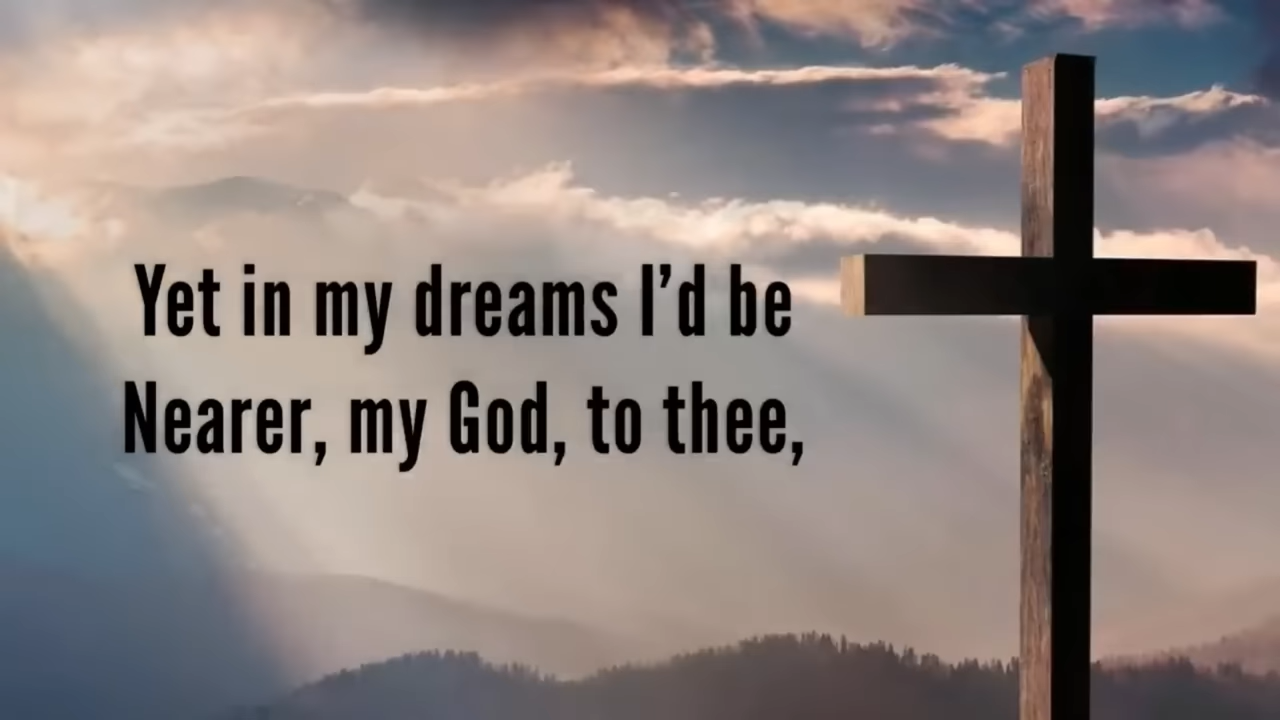 Yet in my dreams I’d be
Nearer, my God, to thee,